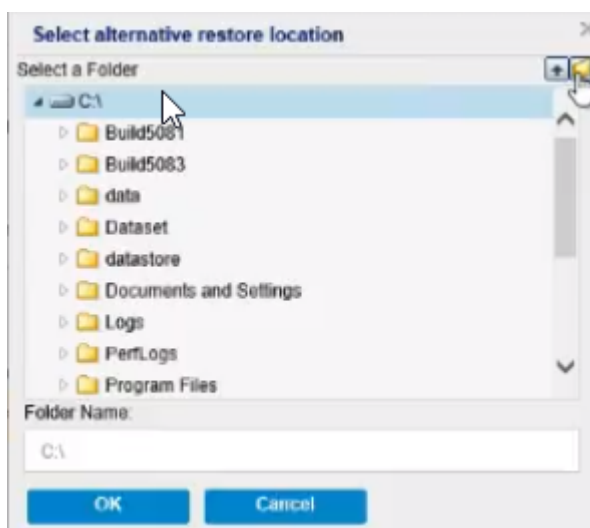 Select alternative restore location
Select a Folder
C:\
Build5081
Build5083
data
Dataset
datastore
Documents and Settings
Logs
PerfLogs
Program Files
Folder Name:
C:\
OK
Cancel